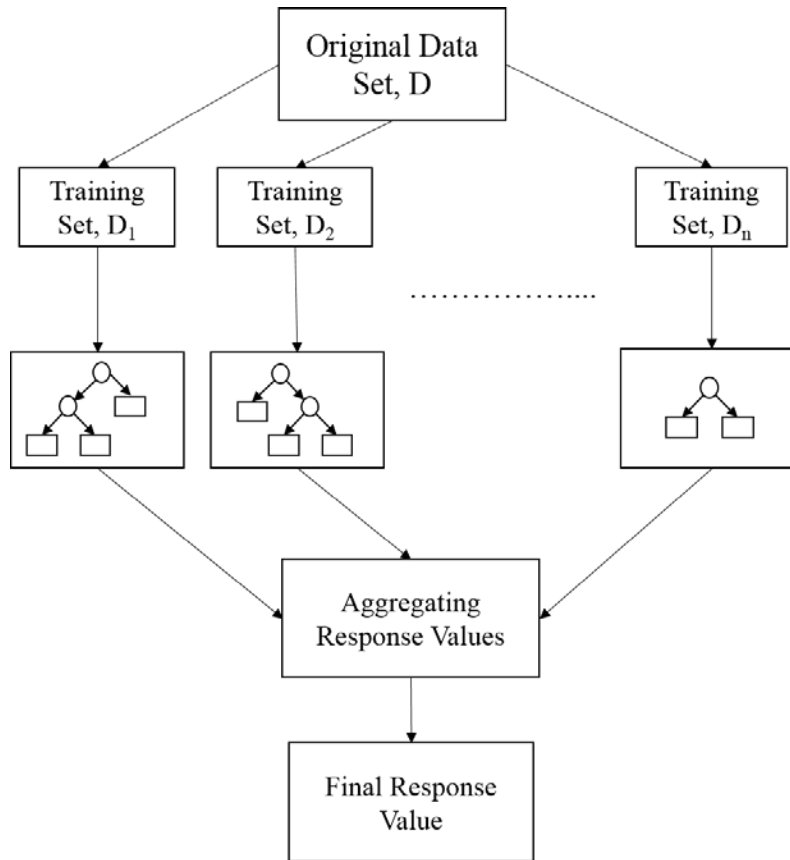 Original Data
Set, D
Training
Set, D₁
Training
Set, D₂
Training
Set, Dₙ
....................
Aggregating
Response Values
Final Response
Value